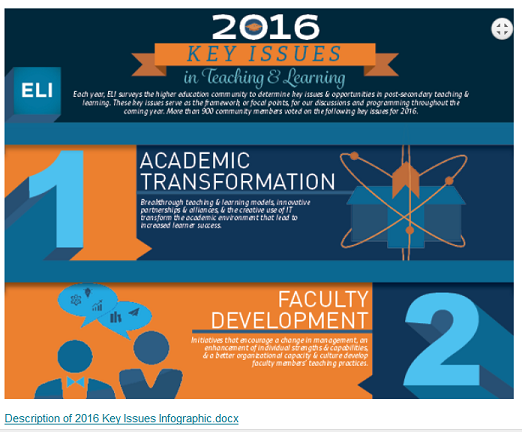 2016
KEY ISSUES
in Teaching & Learning
ELI
Each year, ELI surveys the higher education community to determine key issues & opportunities in post-secondary teaching &
learning. These key issues serve as the framework, or focal points, for our discussions and programming throughout the
coming year. More than 900 community members voted on the following key issues for 2016.
1
ACADEMIC
TRANSFORMATION
Breakthrough teaching & learning models, innovative
partnerships & alliances, & the creative use of IT
transform the academic environment that lead to
increased learner success.
FACULTY
DEVELOPMENT
2
Initiatives that encourage a change in management, an
enhancement of individual strengths & capabilities,
& a better organizational capacity & culture develop
faculty members' teaching practices.
Description of 2016 Key Issues Infographic.docx